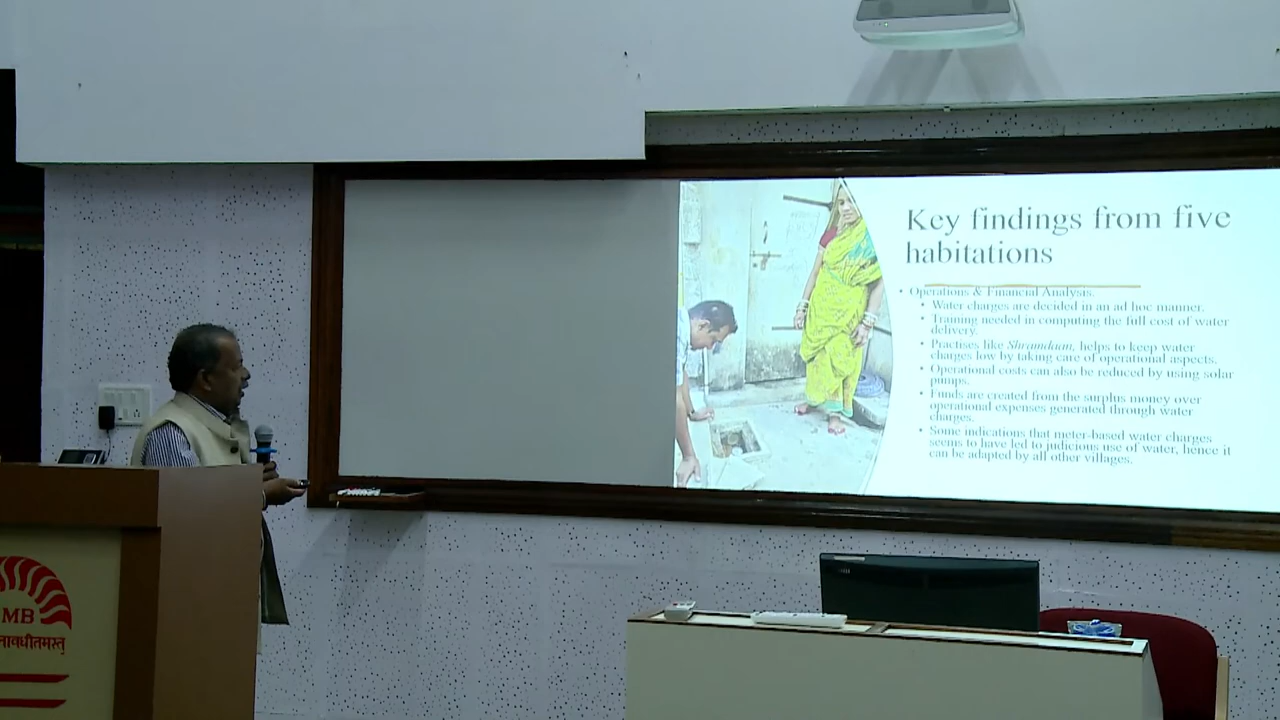 Key findings from five
habitations
• Operations & Financial Analysis.
• Water charges are decided in an ad hoc manner.
• Training needed in computing the full cost of water
delivery.
• Practises like Shramdaan, helps to keep water
charges low by taking care of operational aspects.
• Operational costs can also be reduced by using solar
pumps.
• Funds are created from the surplus money over
operational expenses generated through water
charges.
• Some indications that meter-based water charges
seems to have led to judicious use of water, hence it
can be adapted by all other villages.
MB
नावधीतमस्तु